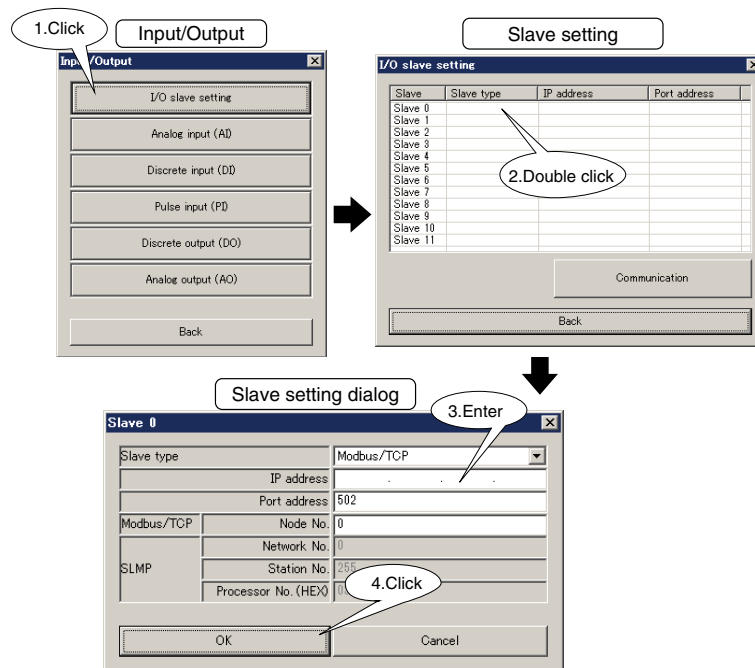 1.Click
Input/Output
Input/Output
I/O slave setting
Analog input (AI)
Discrete input (DI)
Pulse input (PI)
Discrete output (DO)
Analog output (AO)
Back
Slave setting
I/O slave setting
Slave Slave type IP address Port address
Slave 0
Slave 1
Slave 2
Slave 3
Slave 4
Slave 5
Slave 6
Slave 7
Slave 8
Slave 9
Slave 10
Slave 11
2.Double click
Communication
Back
Slave setting dialog
3.Enter
Slave 0
Slave type Modbus/TCP
IP address . . .
Port address 502
Modbus/TCP Node No. 0
Network No. 0
SLMP Station No. 255
Processor No. (HEX)
4.Click
OK Cancel